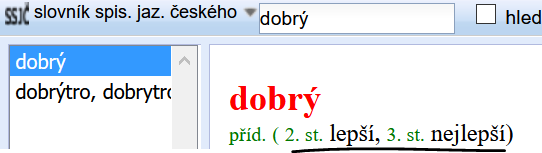 SSJČ slovník spis. jaz. českého dobrý hled
dobrý
dobrýtro, dobrytro
dobrý
příd. ( 2. st. lepší, 3. st. nejlepší)